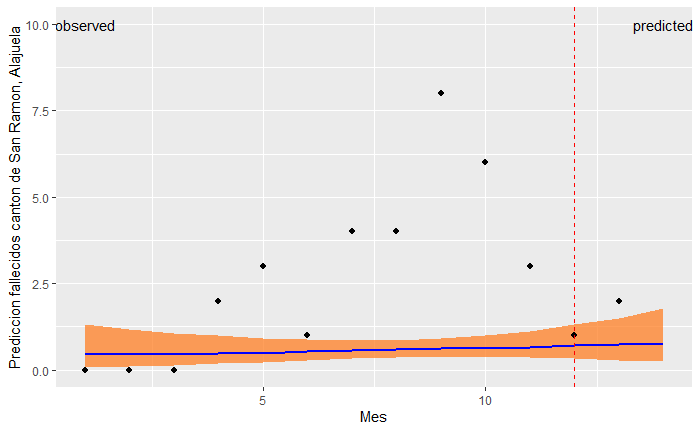 observed
predicted
10.0
7.5
5.0
2.5
0.0
Prediccion fallecidos canton de San Ramon, Alajuela
5
10
Mes